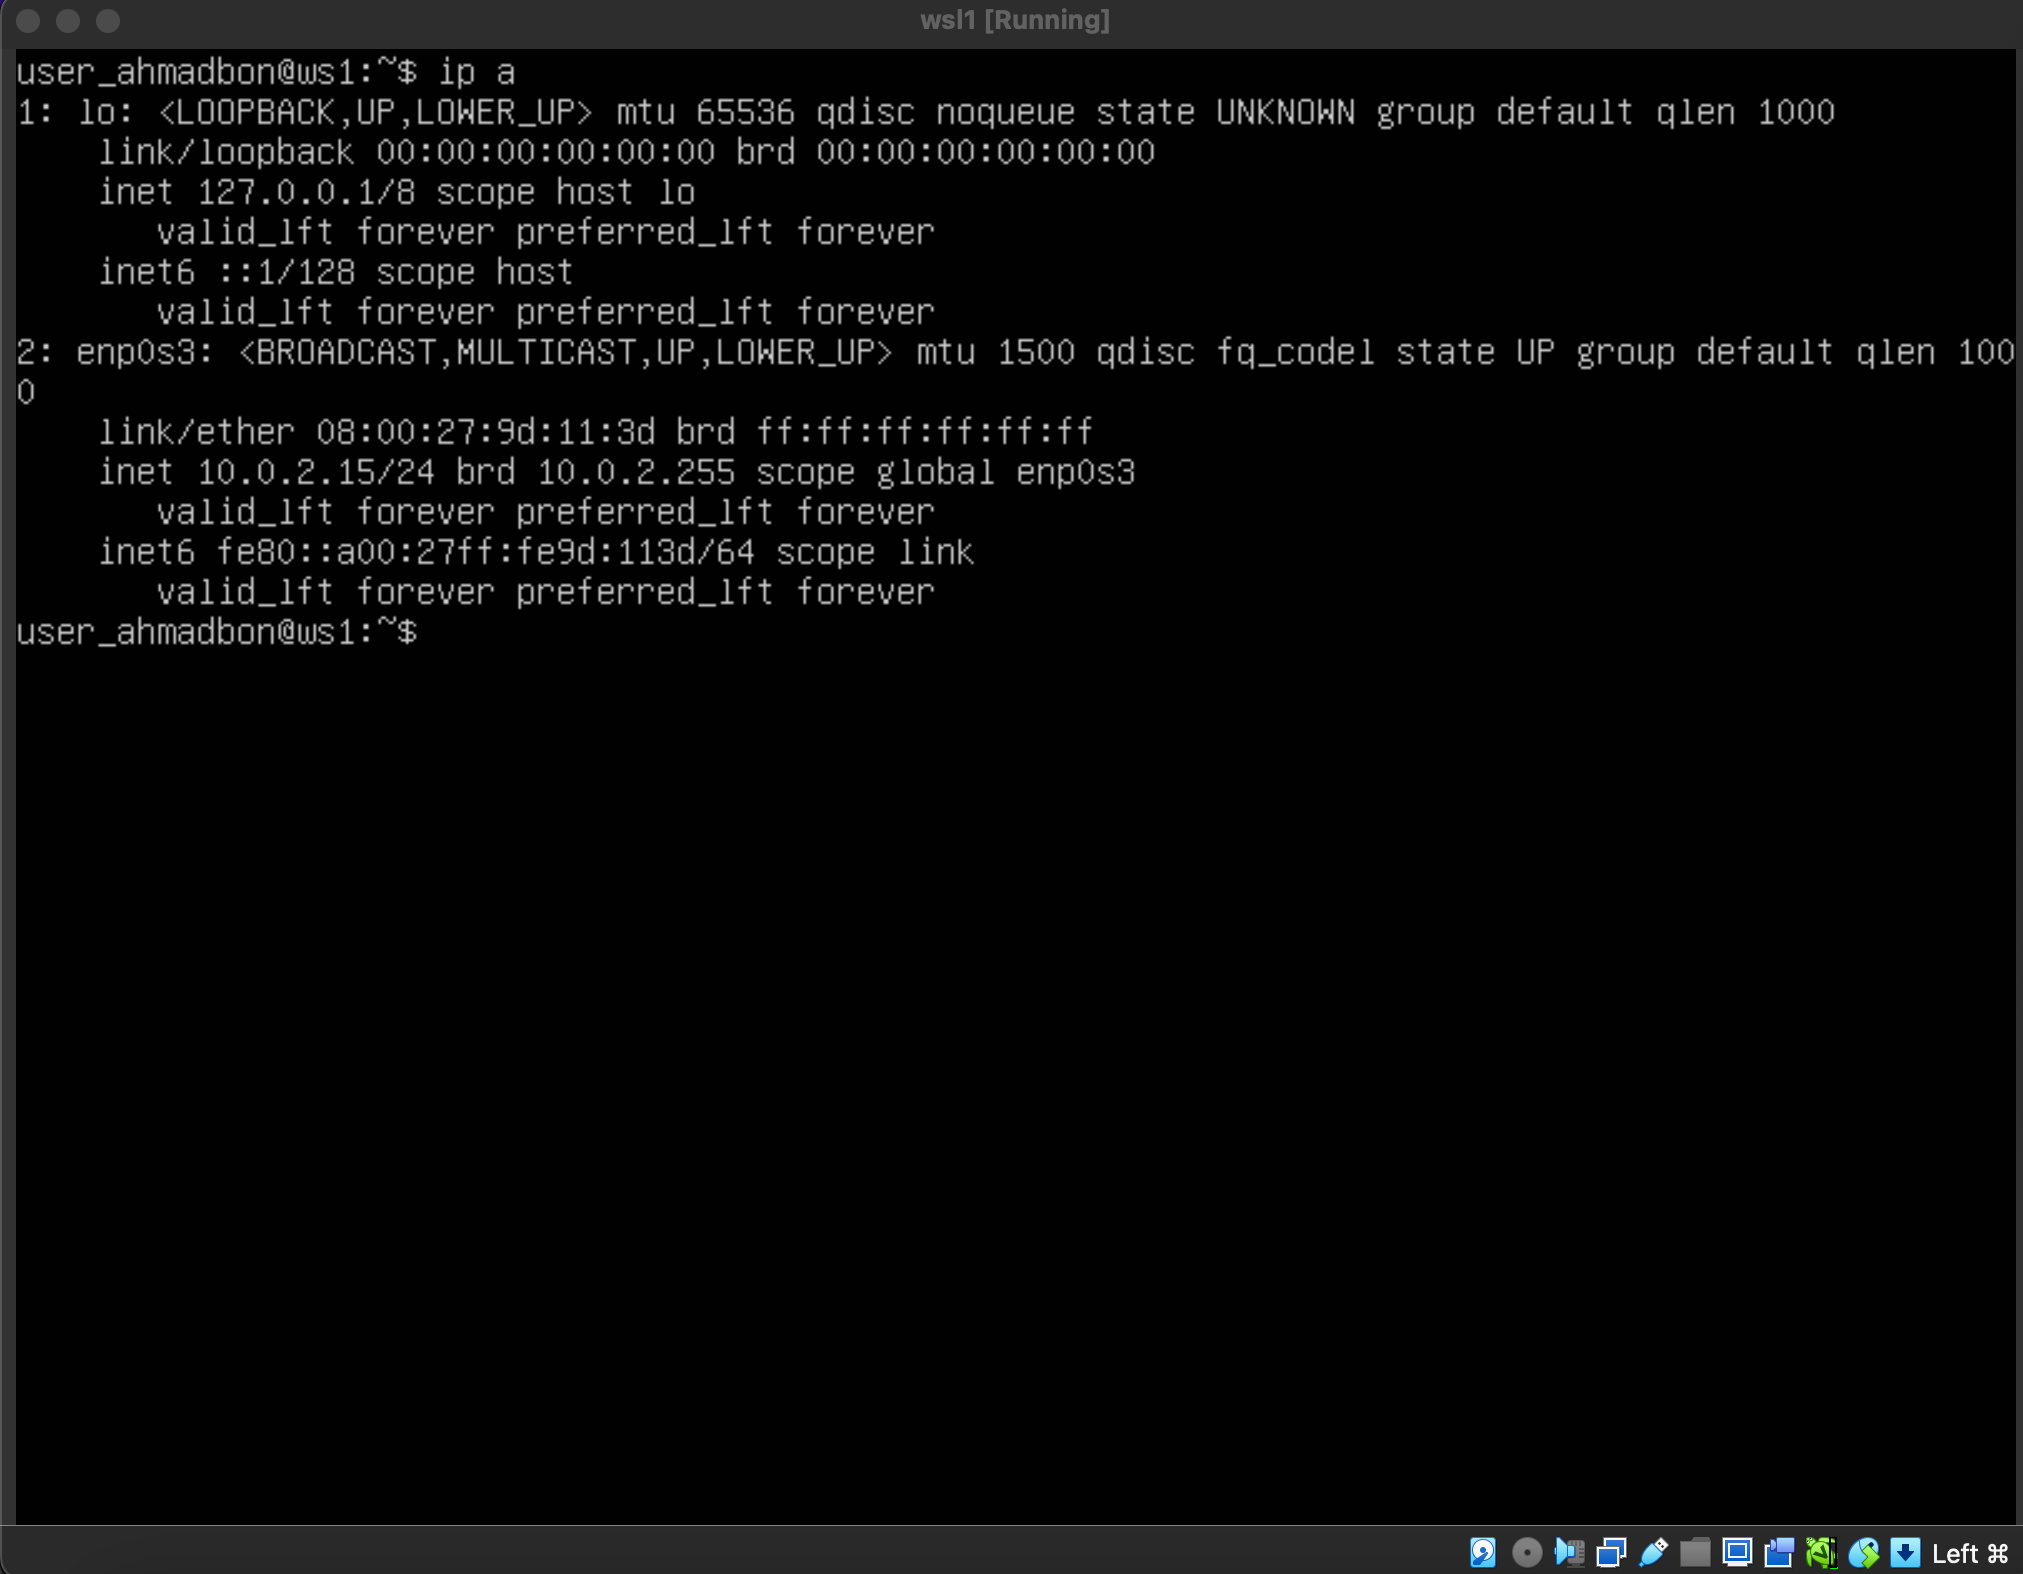 wsl1 [Running]
user_ahmadbon@ws1:~$ ip a
1: lo: <LOOPBACK,UP,LOWER_UP> mtu 65536 qdisc noqueue state UNKNOWN group default qlen 1000
    link/loopback 00:00:00:00:00:00 brd 00:00:00:00:00:00
    inet 127.0.0.1/8 scope host lo
       valid_lft forever preferred_lft forever
    inet6 ::1/128 scope host
       valid_lft forever preferred_lft forever
2: enp0s3: <BROADCAST,MULTICAST,UP,LOWER_UP> mtu 1500 qdisc fq_codel state UP group default qlen 100
0
    link/ether 08:00:27:9d:11:3d brd ff:ff:ff:ff:ff:ff
    inet 10.0.2.15/24 brd 10.0.2.255 scope global enp0s3
       valid_lft forever preferred_lft forever
    inet6 fe80::a00:27ff:fe9d:113d/64 scope link
       valid_lft forever preferred_lft forever
user_ahmadbon@ws1:~$
Left ⌘